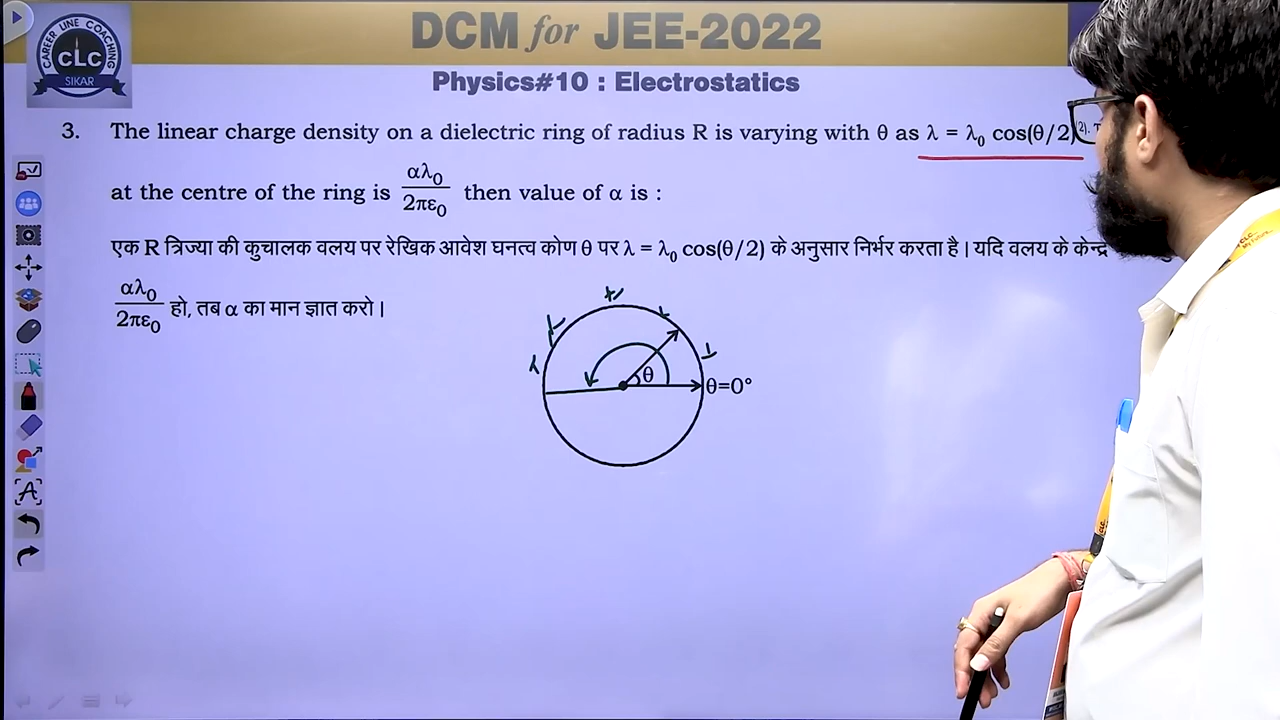 DCM for JEE-2022
CAREER LINE COACHING
CLC
SIKAR
Physics#10 : Electrostatics
3. The linear charge density on a dielectric ring of radius R is varying with θ as λ = λ₀ cos(θ/2)
at the centre of the ring is αλ₀/2πε₀ then value of α is :
एक R त्रिज्या की कुचालक वलय पर रेखिक आवेश घनत्व कोण θ पर λ = λ₀ cos(θ/2) के अनुसार निर्भर करता है। यदि वलय के केन्द्र
αλ₀/2πε₀ हो, तब α का मान ज्ञात करो।
θ
θ=0°
CLC